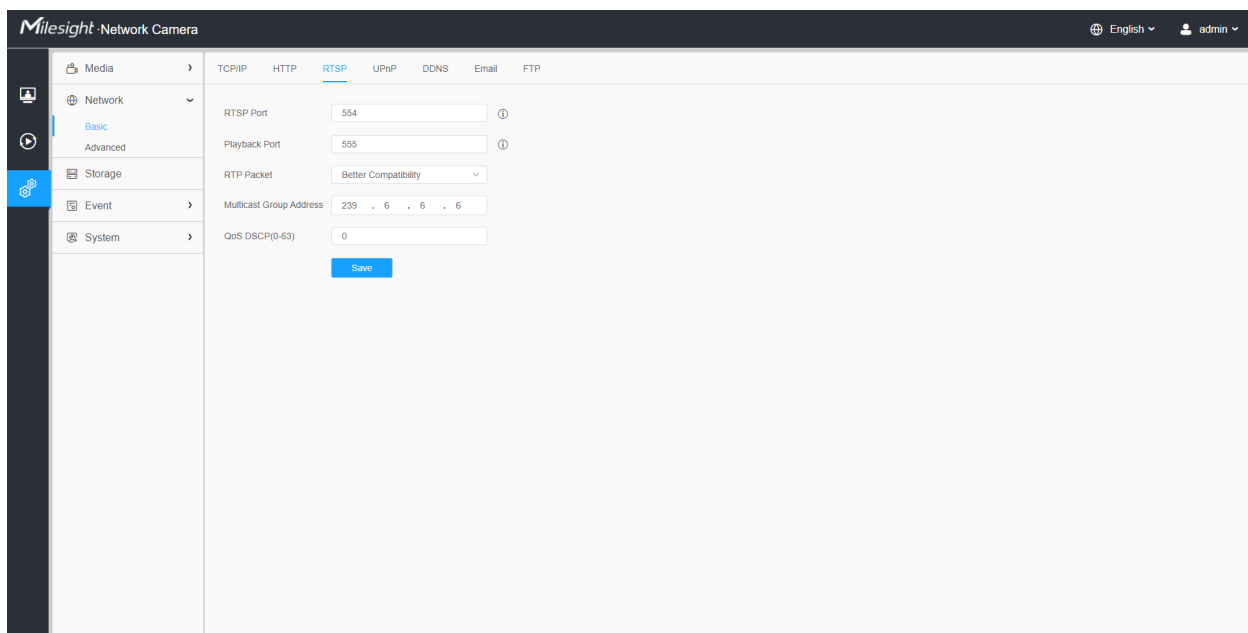 Milesight · Network Camera
English
admin
Media
Network
Basic
Advanced
Storage
Event
System
TCP/IP HTTP RTSP UPnP DDNS Email FTP
RTSP Port 554
Playback Port 555
RTP Packet Better Compatibility
Multicast Group Address 239 . 6 . 6 . 6
QoS DSCP(0-63) 0
Save